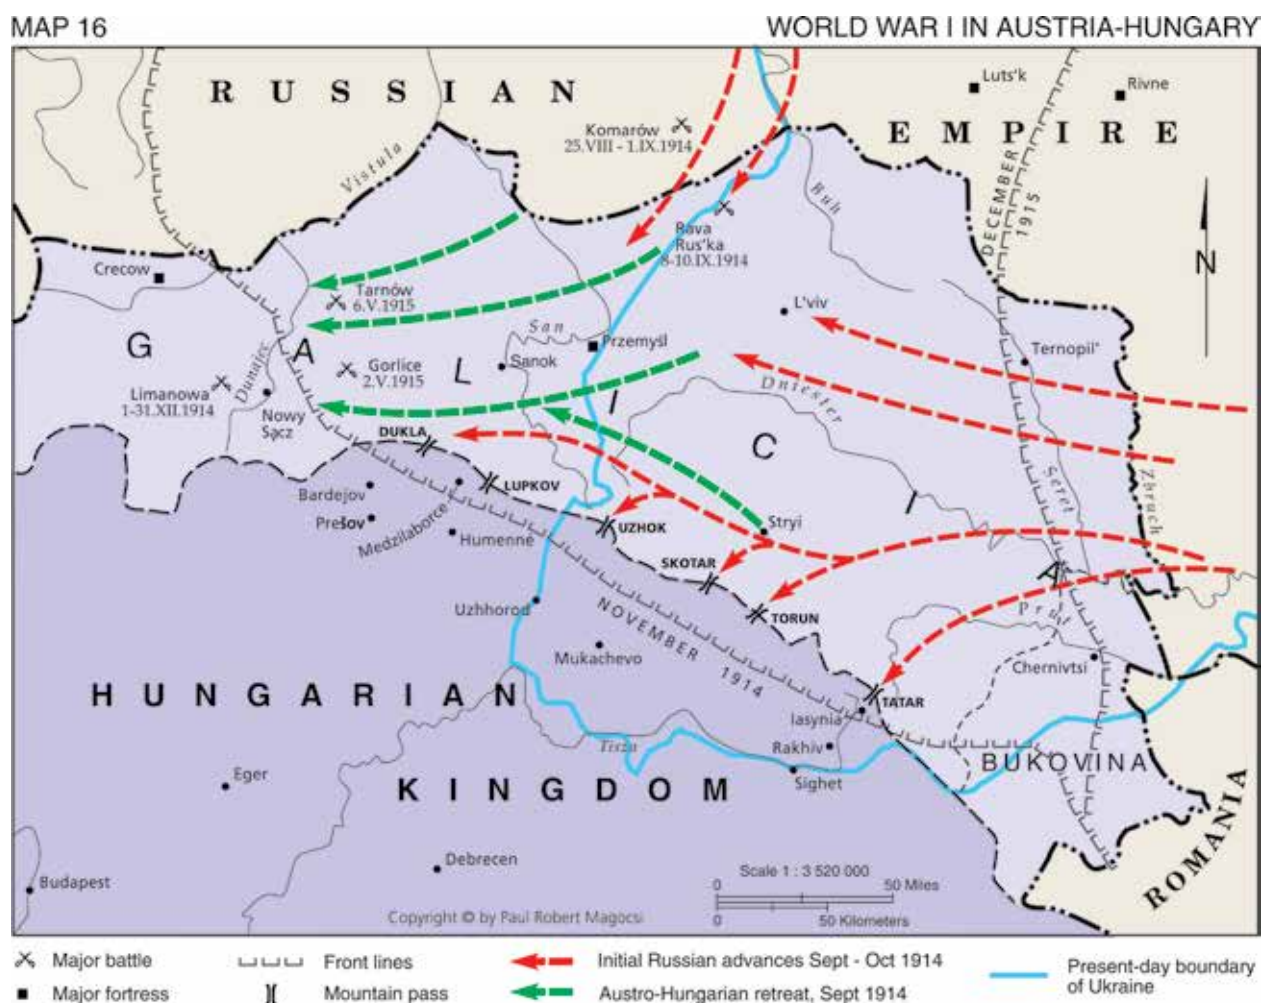 MAP 16
WORLD WAR I IN AUSTRIA-HUNGARY
RUSSIAN
EMPIRE
Luts'k
Rivne
Komarów
25.VIII - 1.IX.1914
Vistula
Buh
DECEMBER
1915
N
Rava
Rus'ka
8-10.IX.1914
Crecow
Tarnów
6.V.1915
L'viv
GALICIA
San
Przemyśl
Ternopil'
Dunajec
Gorlice
2.V.1915
Sanok
Limanowa
1-31.XII.1914
Nowy
Sącz
Dniester
DUKLA
Seret
Zbruch
Bardejov
LUPKOV
Prešov
Medzilaborce
Humenne
UZHOK
Stryi
SKOTAR
Uzhhorod
NOVEMBER 1914
TORUN
Prut
Mukachevo
Chernivtsi
HUNGARIAN
TATAR
Iasynia
Tisza
Rakhiv
BUKOVINA
Eger
KINGDOM
Sighet
ROMANIA
Debrecen
Scale 1 : 3 520 000
0
50 Miles
Budapest
0
50 Kilometers
Copyright © by Paul Robert Magocsi
Major battle
Front lines
Initial Russian advances Sept - Oct 1914
Present-day boundary
of Ukraine
Major fortress
Mountain pass
Austro-Hungarian retreat, Sept 1914